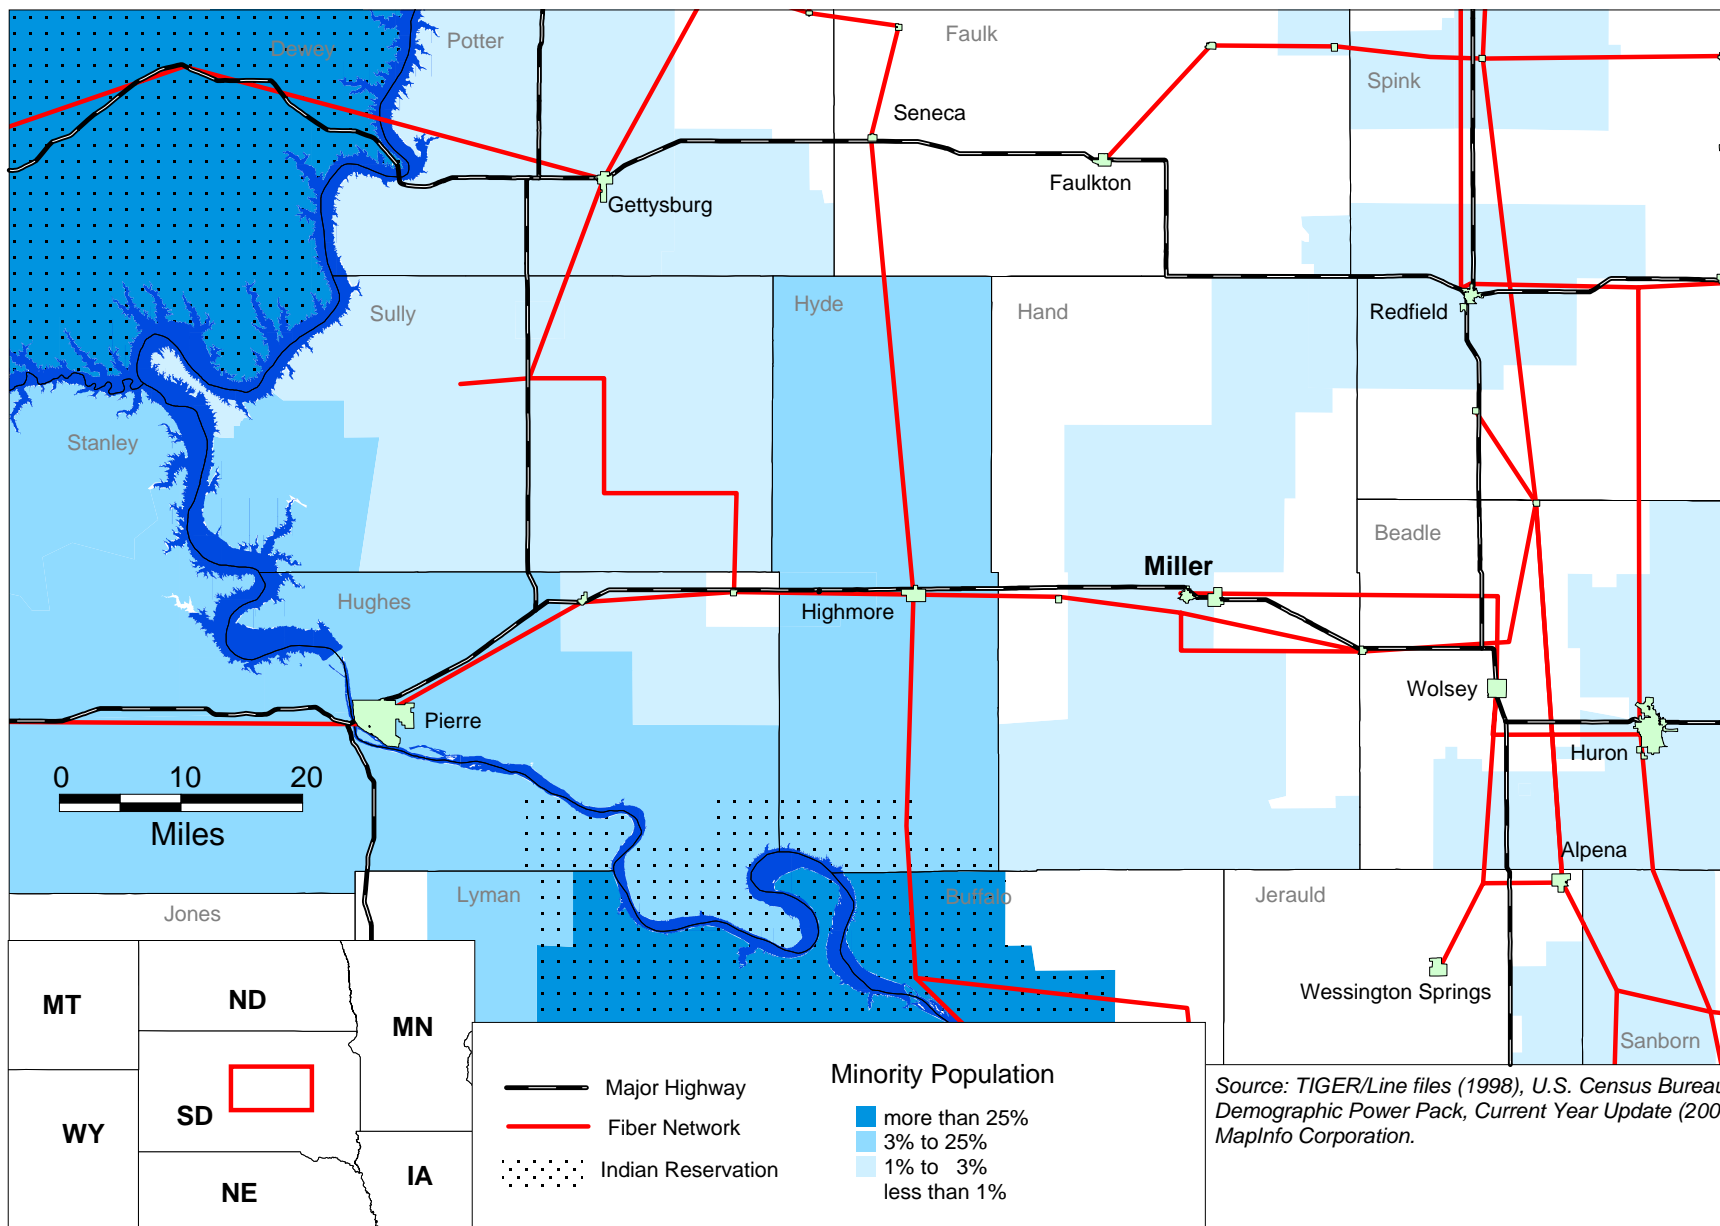 Dewey
Potter
Faulk
Spink
Seneca
Faulkton
Gettysburg
Sully
Hyde
Hand
Redfield
Stanley
Beadle
Miller
Hughes
Highmore
Wolsey
Pierre
Huron
0 10 20
Miles
Alpena
Lyman
Buffalo
Jerauld
Jones
Wessington Springs
Sanborn
MT
ND
MN
SD
WY
NE
IA
Major Highway
Fiber Network
Indian Reservation
Minority Population
more than 25%
3% to 25%
1% to 3%
less than 1%
Source: TIGER/Line files (1998), U.S. Census Bureau
Demographic Power Pack, Current Year Update (200
MapInfo Corporation.